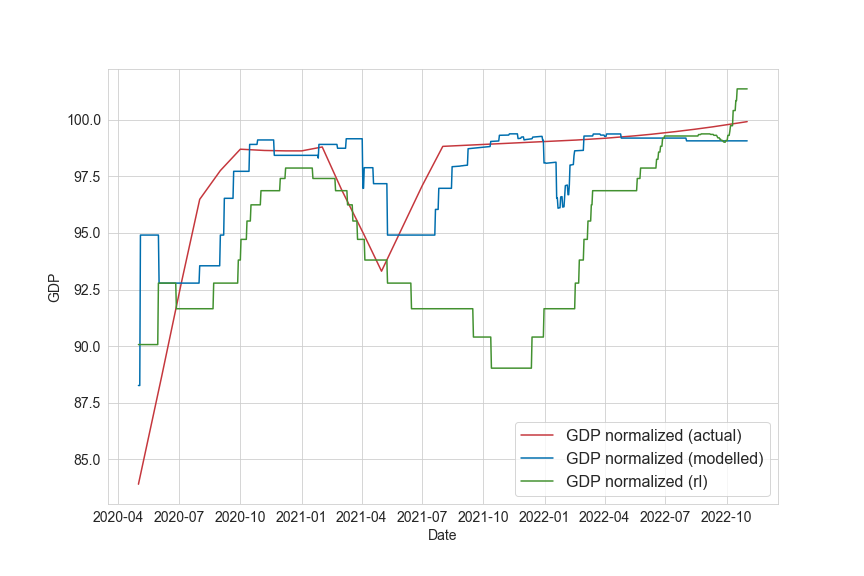 100.0
97.5
95.0
92.5
90.0
87.5
85.0
GDP
GDP normalized (actual)
GDP normalized (modelled)
GDP normalized (rl)
2020-04 2020-07 2020-10 2021-01 2021-04 2021-07 2021-10 2022-01 2022-04 2022-07 2022-10
Date